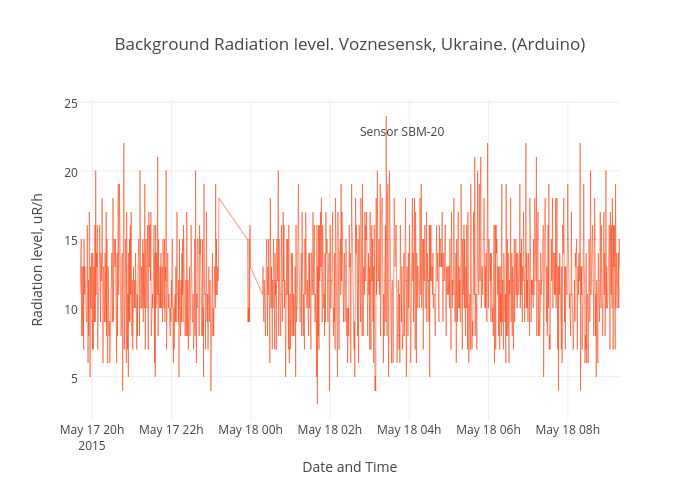 Background Radiation level. Voznesensk, Ukraine. (Arduino)
25
Sensor SBM-20
20
15
10
5
Radiation level, uR/h
May 17 20h May 17 22h May 18 00h May 18 02h May 18 04h May 18 06h May 18 08h
2015
Date and Time